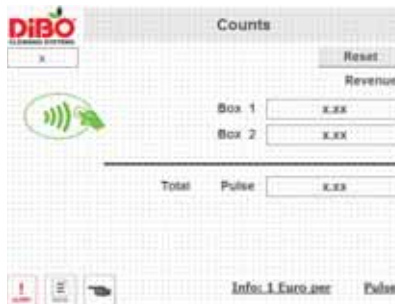 DiBO
CLEANING SYSTEMS
Counts
x
Reset
Revenue
Box 1 x.xx
Box 2 x.xx
Total Pulse x.xx
Info: 1 Euro per Pulse